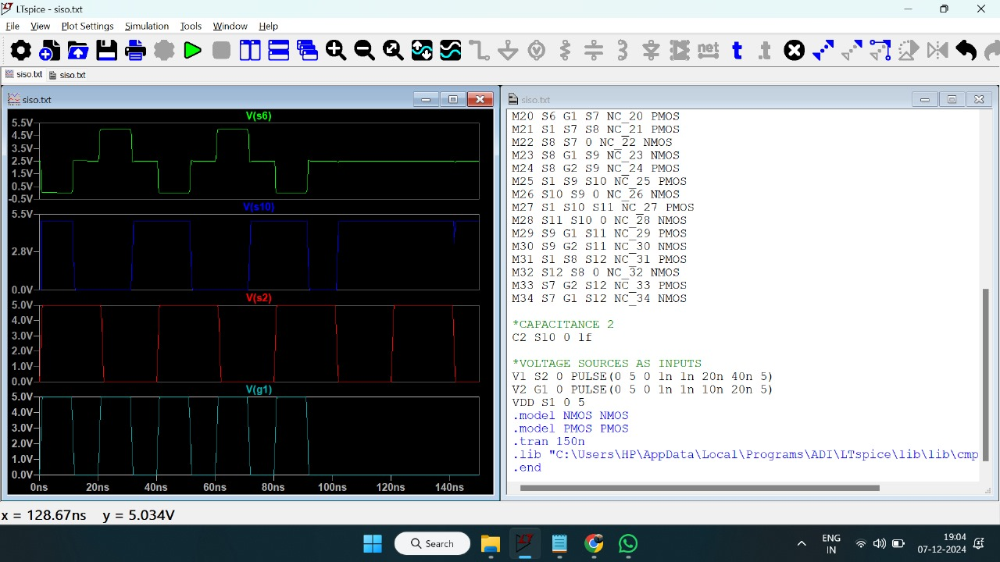 LTspice - siso.txt
File View Plot Settings Simulation Tools Window Help
net t .t
siso.txt siso.txt
siso.txt
V(s6)
5.5V
4.5V
3.5V
2.5V
1.5V
0.5V
-0.5V
V(s10)
5.5V
2.8V
0.0V
V(s2)
5.0V
4.0V
3.0V
2.0V
1.0V
0.0V
V(g1)
5.0V
4.0V
3.0V
2.0V
1.0V
0.0V
0ns 20ns 40ns 60ns 80ns 100ns 120ns 140ns
siso.txt
M20 S6 G1 S7 NC_20 PMOS
M21 S1 S7 S8 NC_21 PMOS
M22 S8 S7 0 NC_22 NMOS
M23 S8 G1 S9 NC_23 NMOS
M24 S8 G2 S9 NC_24 PMOS
M25 S1 S9 S10 NC_25 PMOS
M26 S10 S9 0 NC_26 NMOS
M27 S1 S10 S11 NC_27 PMOS
M28 S11 S10 0 NC_28 NMOS
M29 S9 G1 S11 NC_29 PMOS
M30 S9 G2 S11 NC_30 NMOS
M31 S1 S8 S12 NC_31 PMOS
M32 S12 S8 0 NC_32 NMOS
M33 S7 G2 S12 NC_33 PMOS
M34 S7 G1 S12 NC_34 NMOS
*CAPACITANCE 2
C2 S10 0 1f
*VOLTAGE SOURCES AS INPUTS
V1 S2 0 PULSE(0 5 0 1n 1n 20n 40n 5)
V2 G1 0 PULSE(0 5 0 1n 1n 10n 20n 5)
VDD S1 0 5
.model NMOS NMOS
.model PMOS PMOS
.tran 150n
.lib "C:\Users\HP\AppData\Local\Programs\ADI\LTspice\lib\lib\cmp
.end
x = 128.67ns y = 5.034V
Search
ENG
IN
19:04
07-12-2024